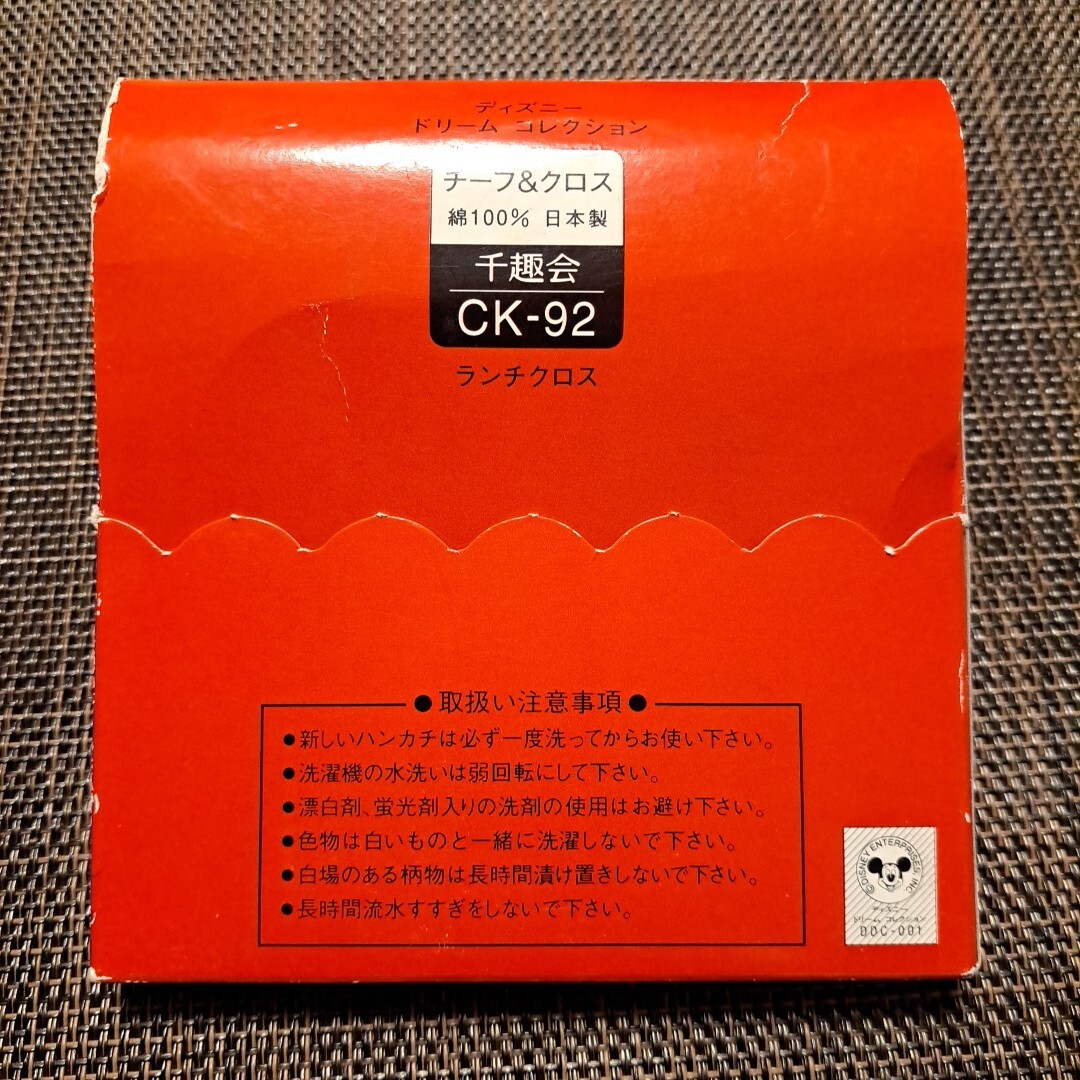 ディズニー
ドリーム コレクション
チーフ&クロス
綿100% 日本製
千趣会
CK-92
ランチクロス
●取扱い注意事項●
●新しいハンカチは必ず一度洗ってからお使い下さい。
●洗濯機の水洗いは弱回転にして下さい。
●漂白剤、蛍光剤入りの洗剤の使用はお避け下さい。
●色物は白いものと一緒に洗濯しないで下さい。
●白場のある柄物は長時間漬け置きしないで下さい。
●長時間流水すすぎをしないで下さい。
©DISNEY ENTERPRISES, INC
ディズニー
ドリーム コレクション
DDC-001